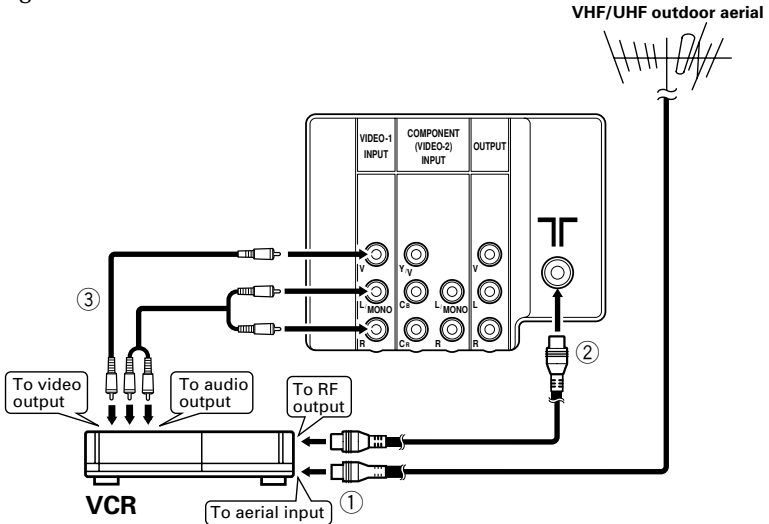 VHF/UHF outdoor aerial
VIDEO-1
INPUT
COMPONENT
(VIDEO-2)
INPUT
OUTPUT
V
Y/V
V
L/MONO
CB
L/MONO
L
R
CR
R
R
③
②
To video
output
To audio
output
To RF
output
VCR
To aerial input
①